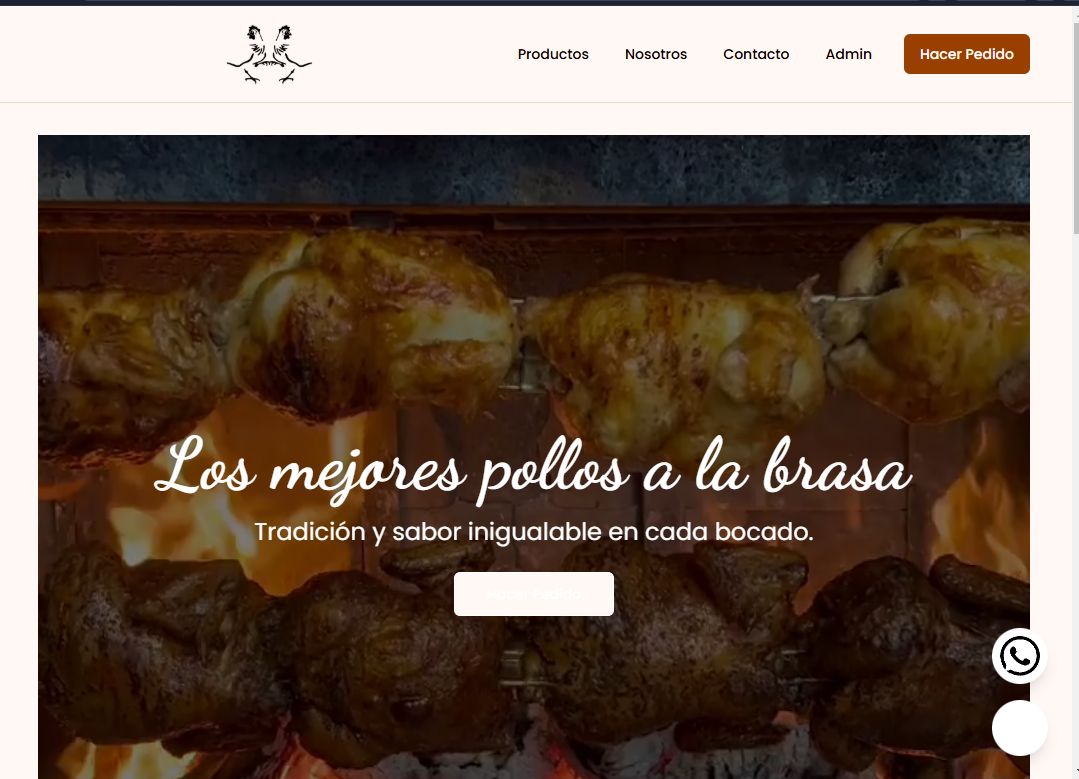 Productos Nosotros Contacto Admin Hacer Pedido
Los mejores pollos a la brasa
Tradición y sabor inigualable en cada bocado.
Hacer Pedido